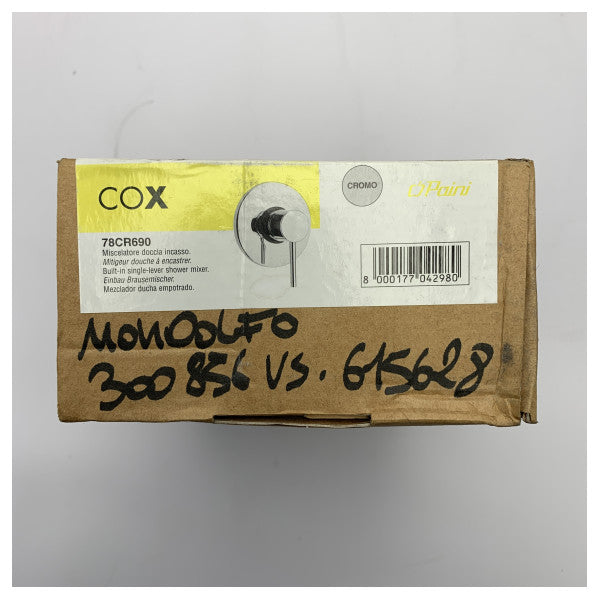 COX
CROMO
Paini
78CR690
Miscelatore doccia incasso.
Mitigeur douche à encastrer.
Built-in single-lever shower mixer.
Einbau Brausemischer.
Mezclador ducha empotrado.
8 000177 042980
MONDOLFO
300 856 VS. 615628